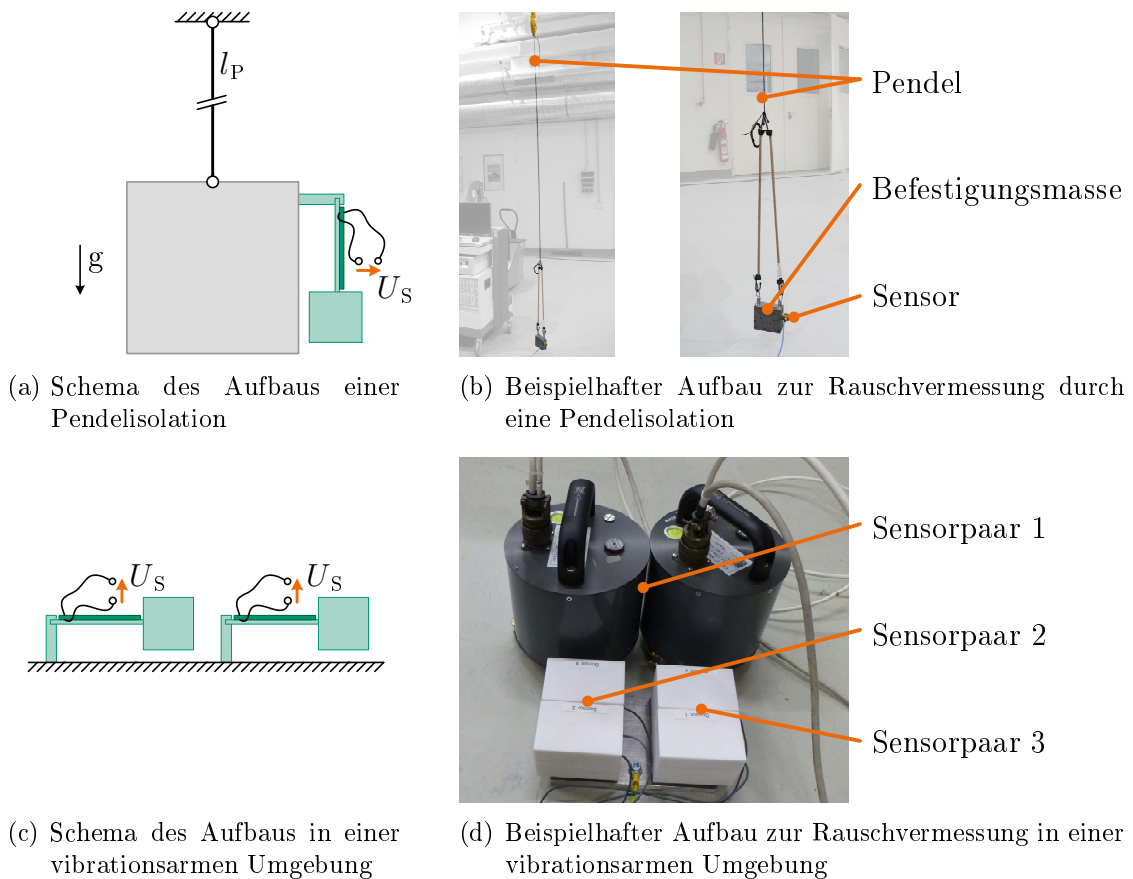 l_P
g
U_S
Pendel
Befestigungsmasse
Sensor
(a) Schema des Aufbaus einer
Pendelisolation
(b) Beispielhafter Aufbau zur Rauschvermessung durch
eine Pendelisolation
U_S
U_S
Sensorpaar 1
Sensorpaar 2
Sensorpaar 3
(c) Schema des Aufbaus in einer
vibrationsarmen Umgebung
(d) Beispielhafter Aufbau zur Rauschvermessung in einer
vibrationsarmen Umgebung